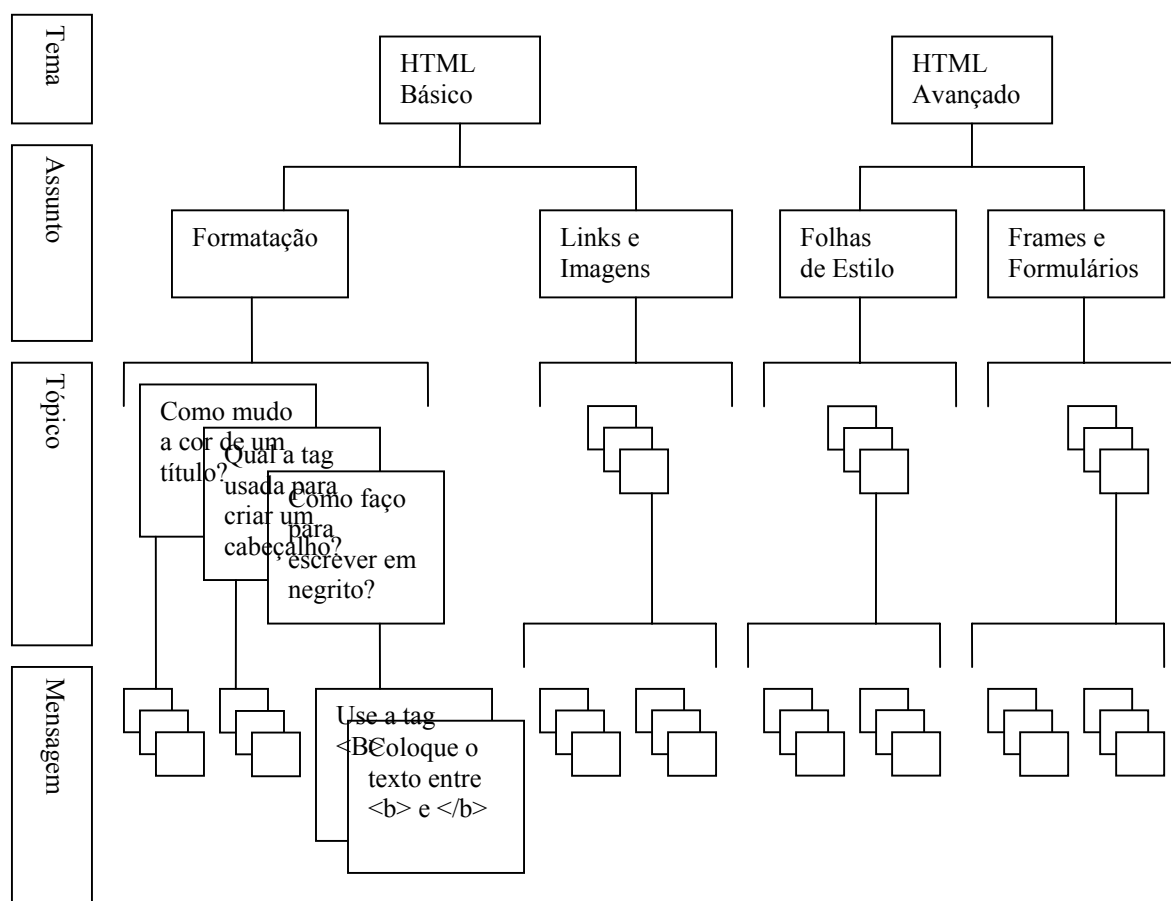 Tema
HTML
Básico
HTML
Avançado
Assunto
Formatação
Links e
Imagens
Folhas
de Estilo
Frames e
Formulários
Tópico
Como mudo
a cor de um
título?
Qual a tag
usada para
criar um
cabeçalho?
Como faço
para
escrever em
negrito?
Mensagem
Use a tag
<B>
Coloque o
texto entre
<b> e </b>